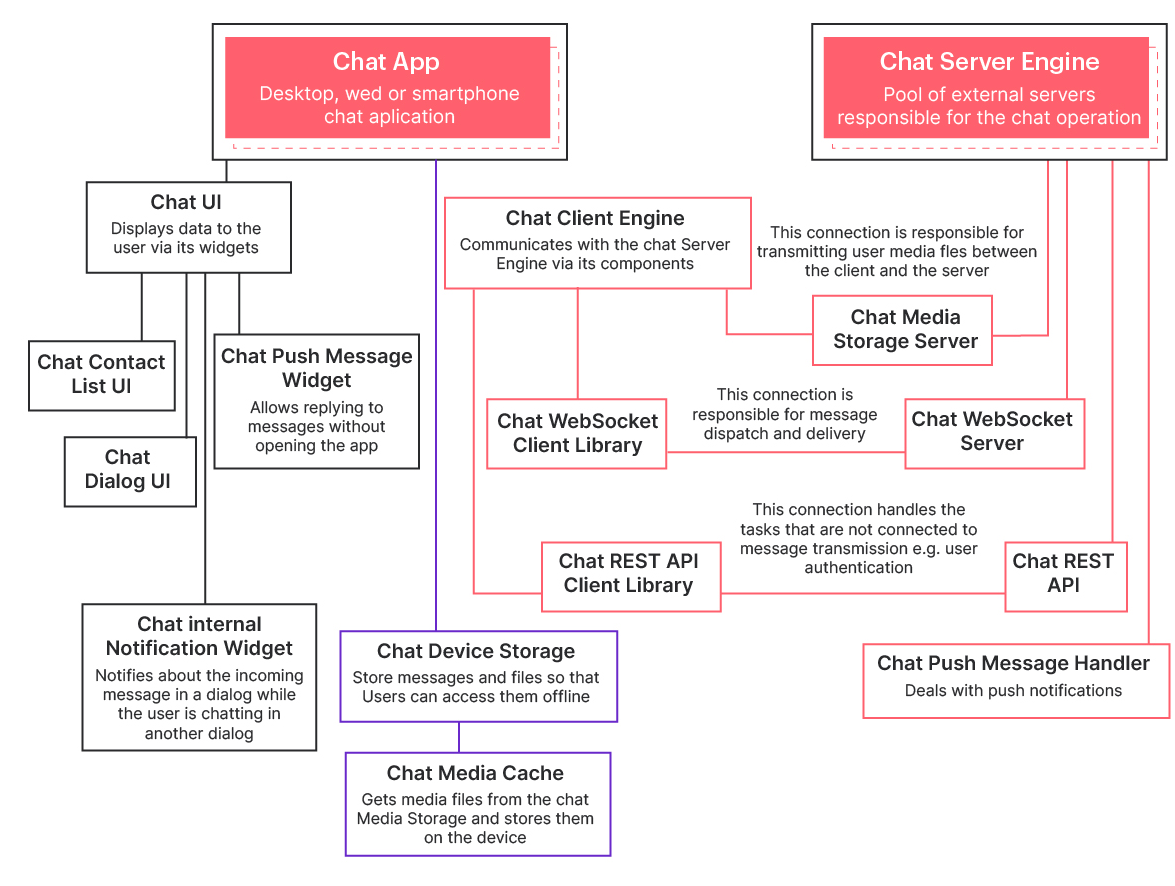 Chat App
Desktop, wed or smartphone
chat aplication
Chat Server Engine
Pool of external servers
responsible for the chat operation
Chat UI
Displays data to the
user via its widgets
Chat Client Engine
Communicates with the chat Server
Engine via its components
This connection is responsible for
transmitting user media fles between
the client and the server
Chat Media
Storage Server
Chat Contact
List UI
Chat Push Message
Widget
Allows replying to
messages without
opening the app
Chat
Dialog UI
Chat WebSocket
Client Library
This connection is
responsible for message
dispatch and delivery
Chat WebSocket
Server
This connection handles the
tasks that are not connected to
message transmission e.g. user
authentication
Chat REST API
Client Library
Chat REST
API
Chat internal
Notification Widget
Notifies about the incoming
message in a dialog while
the user is chatting in
another dialog
Chat Device Storage
Store messages and files so that
Users can access them offline
Chat Push Message Handler
Deals with push notifications
Chat Media Cache
Gets media files from the chat
Media Storage and stores them
on the device